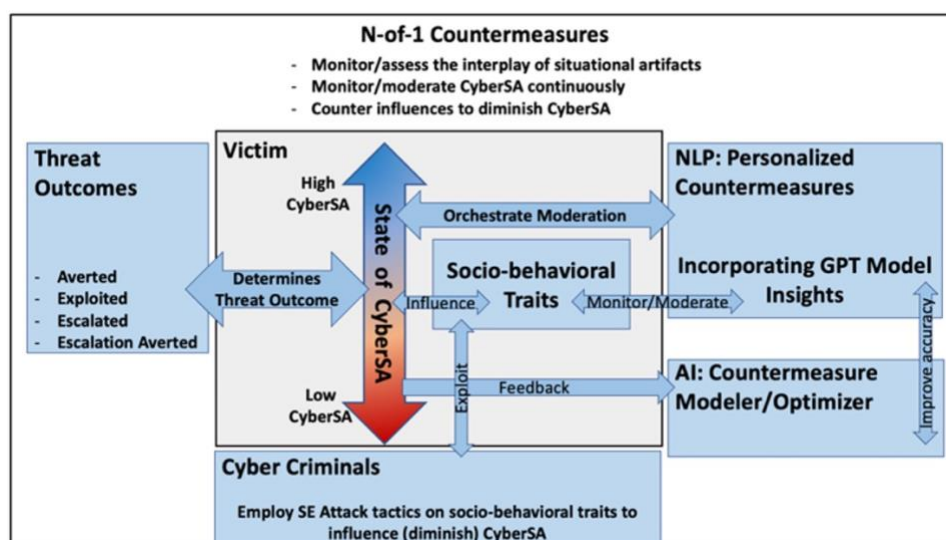 N-of-1 Countermeasures
- Monitor/assess the interplay of situational artifacts
- Monitor/moderate CyberSA continuously
- Counter influences to diminish CyberSA
Threat
Outcomes
- Averted
- Exploited
- Escalated
- Escalation Averted
Victim
High
CyberSA
State of CyberSA
Low
CyberSA
Determines
Threat Outcome
Orchestrate Moderation
Socio-behavioral
Traits
Influence
Monitor/Moderate
Exploit
Feedback
NLP: Personalized
Countermeasures
Incorporating GPT Model
Insights
Improve accuracy
AI: Countermeasure
Modeler/Optimizer
Cyber Criminals
Employ SE Attack tactics on socio-behavioral traits to
influence (diminish) CyberSA